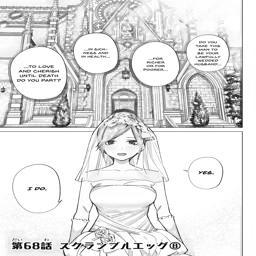 DO YOU
TAKE THIS
MAN TO
BE YOUR
LAWFULLY
WEDDED
HUSBAND...
...FOR
RICHER
OR FOR
POORER...
...IN SICK-
NESS AND
IN HEALTH...
...TO LOVE
AND CHERISH
UNTIL DEATH
DO YOU PART?
YES.
I DO.
第68話 スクランブルエッグ⑧